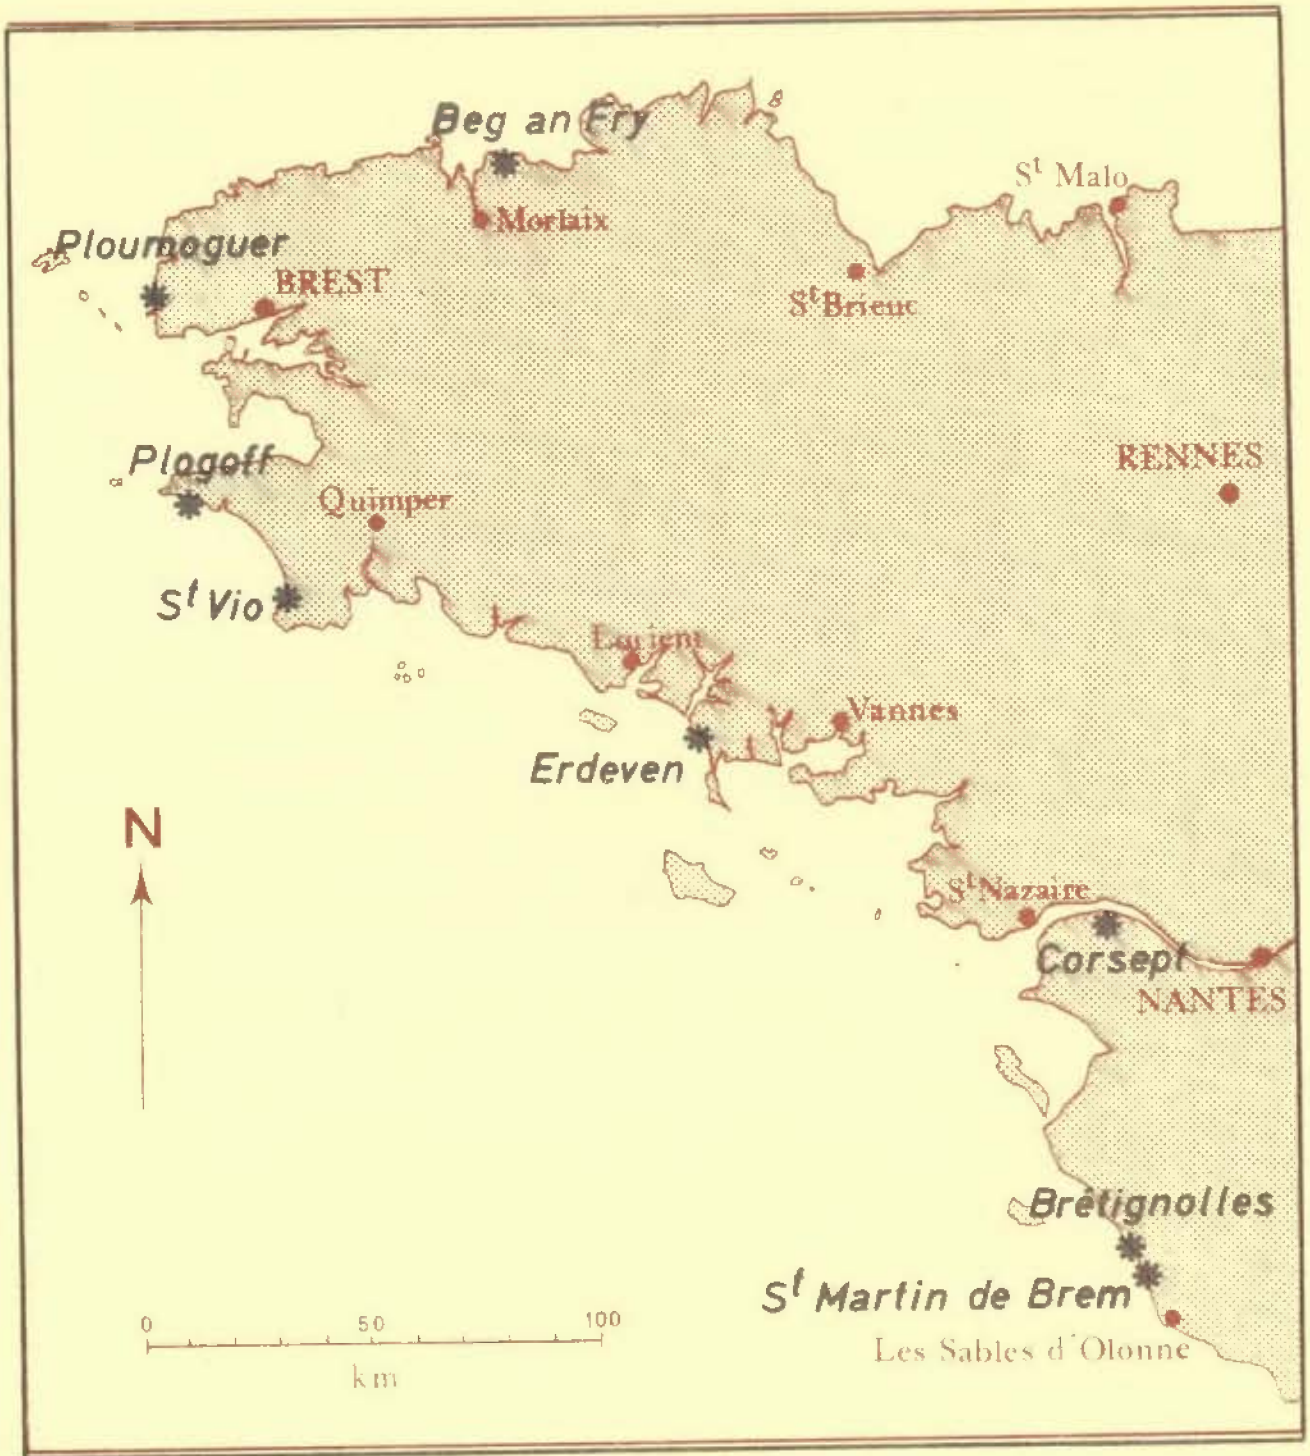 Beg an Fry
St Malo
Morlaix
Ploumoguer
BREST
St Brieuc
Plogoff
RENNES
Quimper
St Vio
Lorient
Vannes
Erdeven
N
St Nazaire
Corsept
NANTES
Brétignolles
St Martin de Brem
Les Sables d'Olonne
0 50 100
km